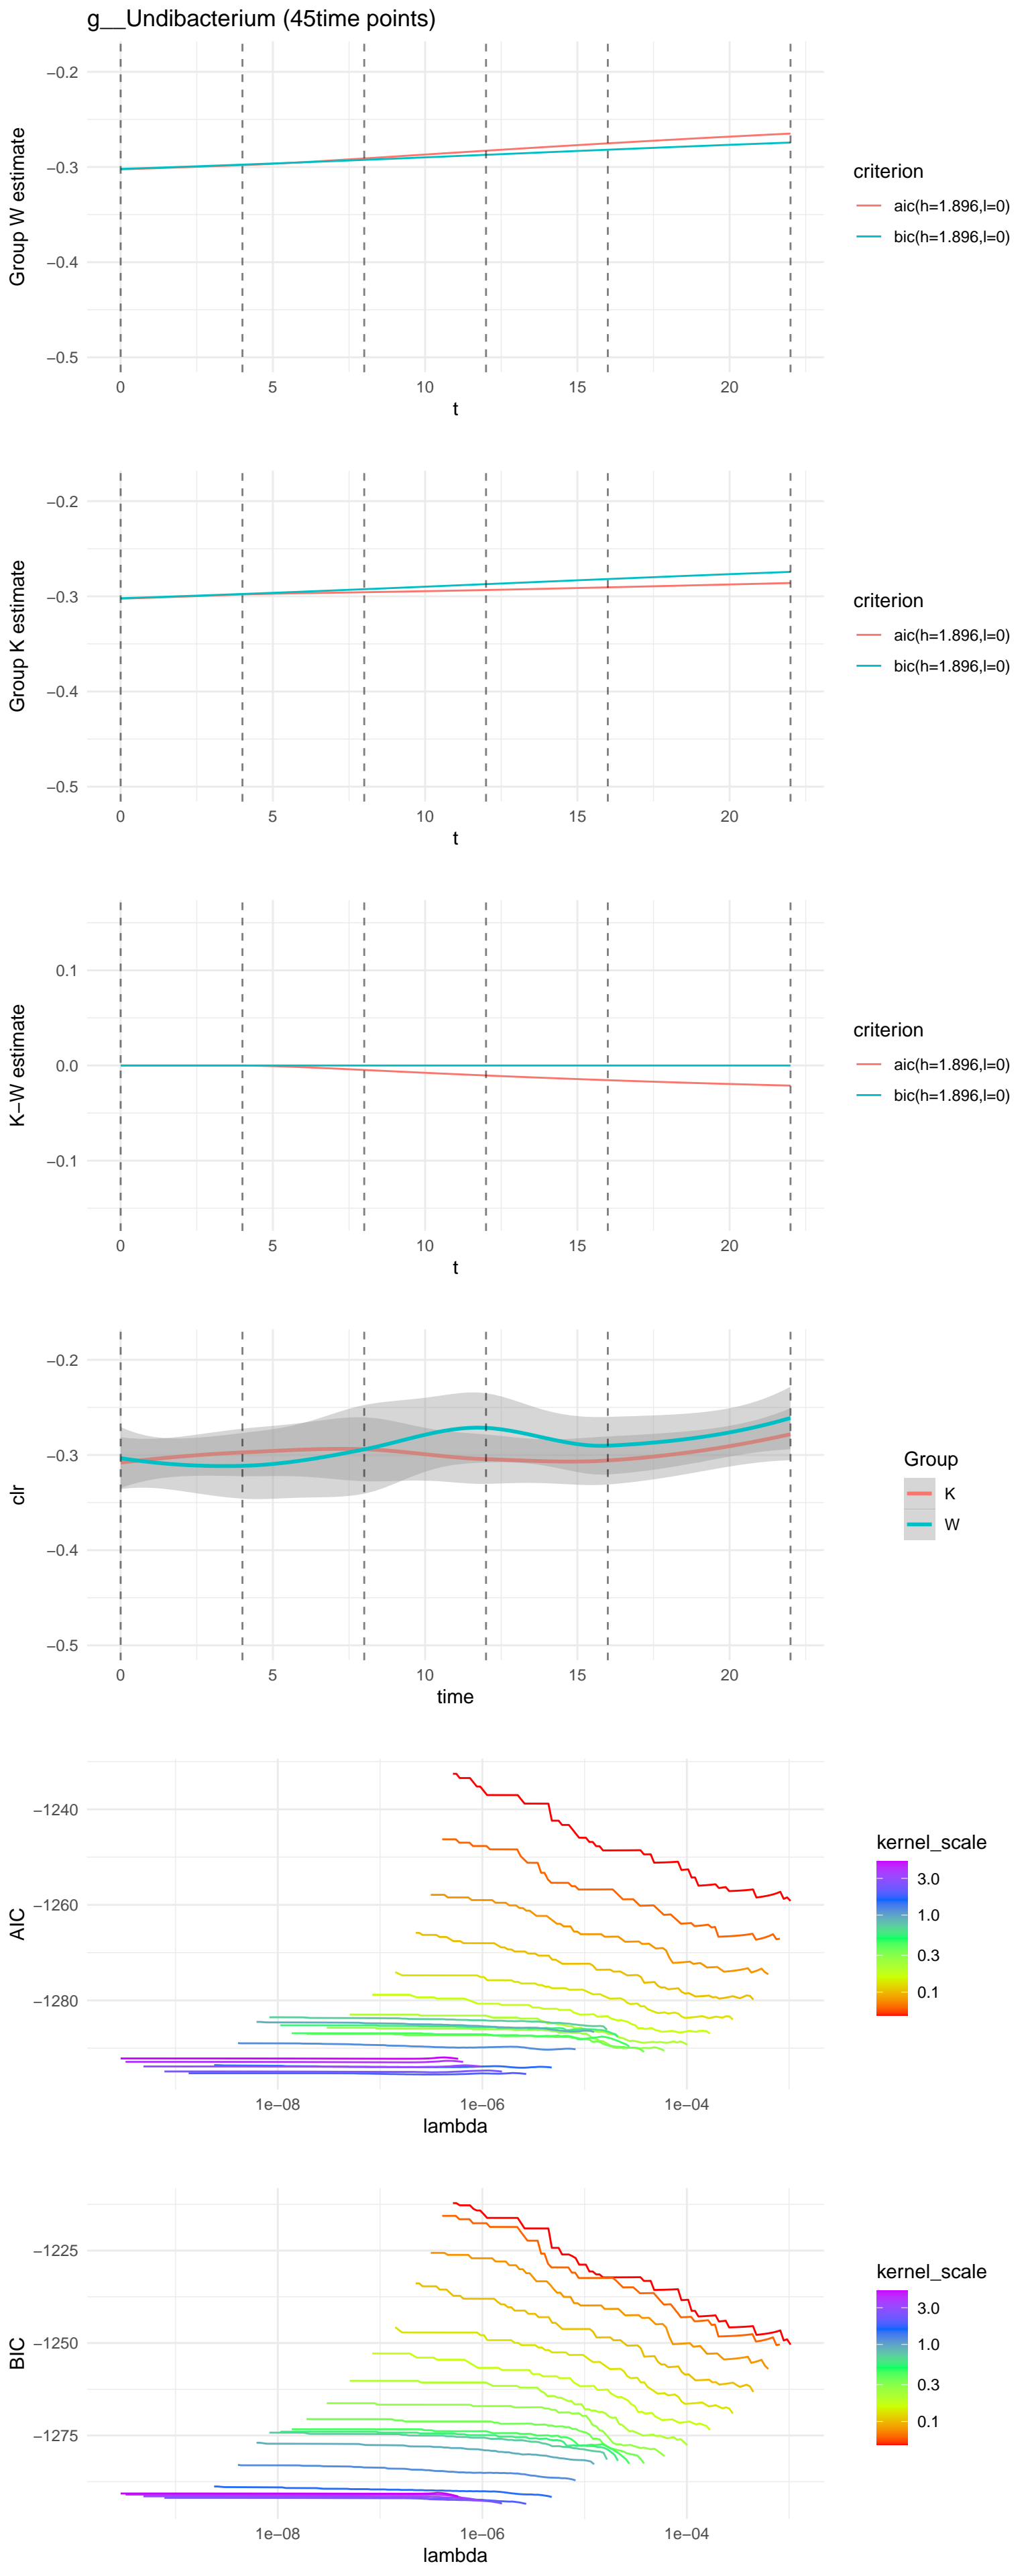 g__Undibacterium (45time points)
−0.2
−0.3
−0.4
−0.5
Group W estimate
0 5 10 15 20
t
criterion
aic(h=1.896,l=0)
bic(h=1.896,l=0)
−0.2
−0.3
−0.4
−0.5
Group K estimate
0 5 10 15 20
t
criterion
aic(h=1.896,l=0)
bic(h=1.896,l=0)
0.1
0.0
−0.1
K−W estimate
0 5 10 15 20
t
criterion
aic(h=1.896,l=0)
bic(h=1.896,l=0)
−0.2
−0.3
−0.4
−0.5
clr
0 5 10 15 20
time
Group
K
W
−1240
−1260
−1280
AIC
1e−08 1e−06 1e−04
lambda
kernel_scale
3.0
1.0
0.3
0.1
−1225
−1250
−1275
BIC
1e−08 1e−06 1e−04
lambda
kernel_scale
3.0
1.0
0.3
0.1